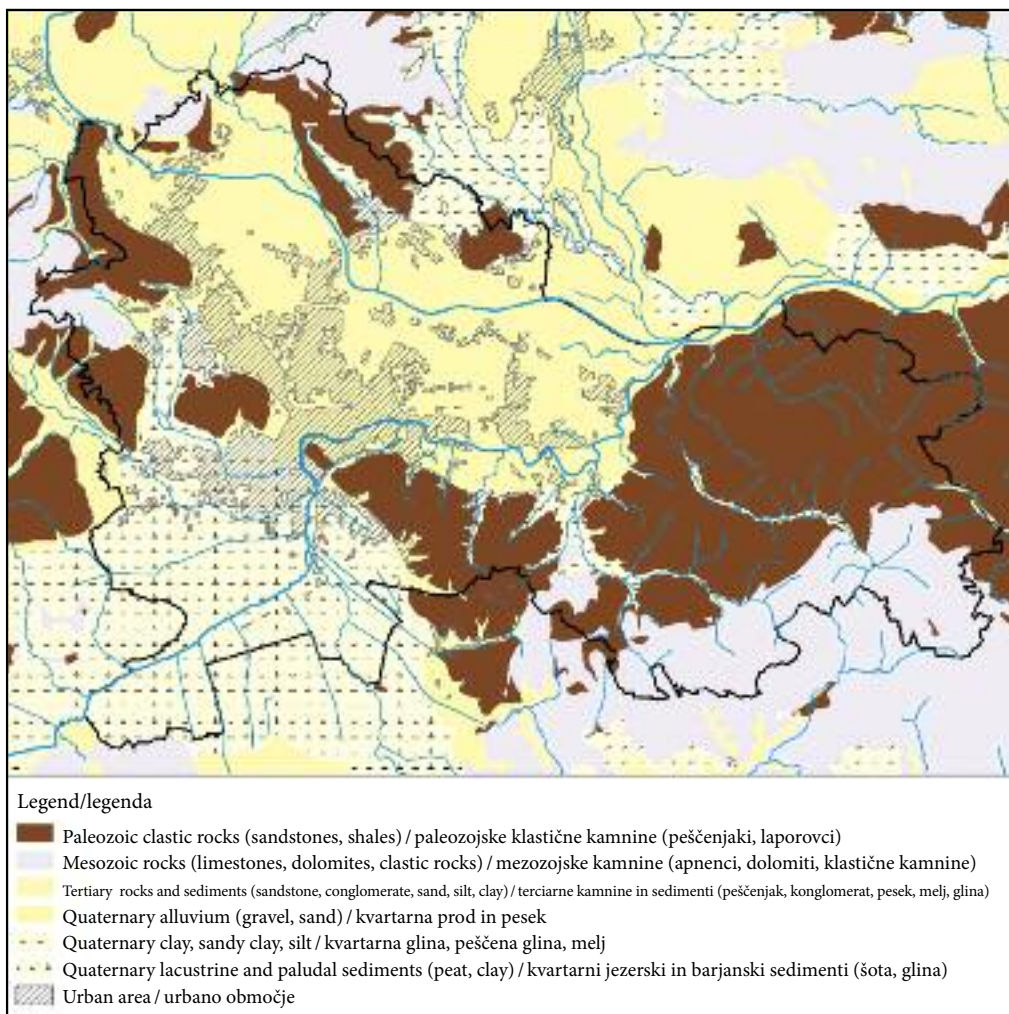 Legend/legenda
Paleozoic clastic rocks (sandstones, shales) / paleozojske klastične kamnine (peščenjaki, laporovci)
Mesozoic rocks (limestones, dolomites, clastic rocks) / mezozojske kamnine (apnenci, dolomiti, klastične kamnine)
Tertiary rocks and sediments (sandstone, conglomerate, sand, silt, clay) / terciarne kamnine in sedimenti (peščenjak, konglomerat, pesek, melj, glina)
Quaternary alluvium (gravel, sand) / kvartarna prod in pesek
Quaternary clay, sandy clay, silt / kvartarna glina, peščena glina, melj
Quaternary lacustrine and paludal sediments (peat, clay) / kvartarni jezerski in barjanski sedimenti (šota, glina)
Urban area / urbano območje